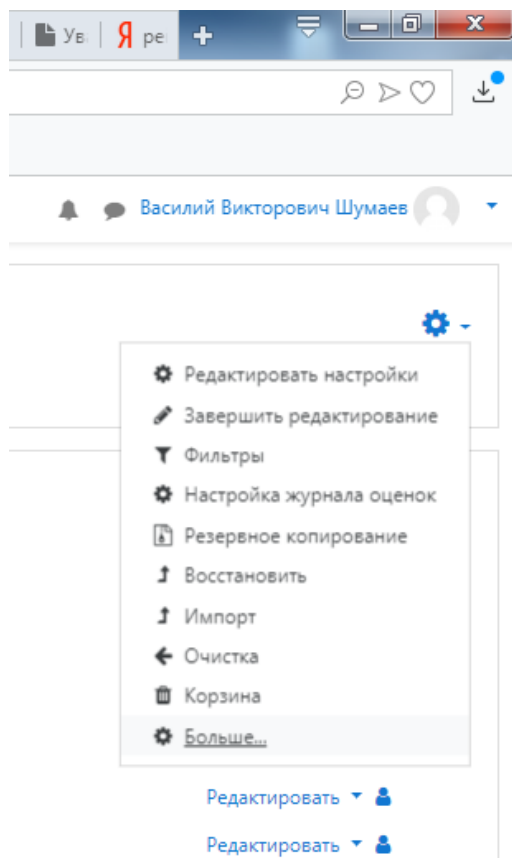 Ув
Я ре
Василий Викторович Шумаев
Редактировать настройки
Завершить редактирование
Фильтры
Настройка журнала оценок
Резервное копирование
Восстановить
Импорт
Очистка
Корзина
Больше...
Редактировать
Редактировать